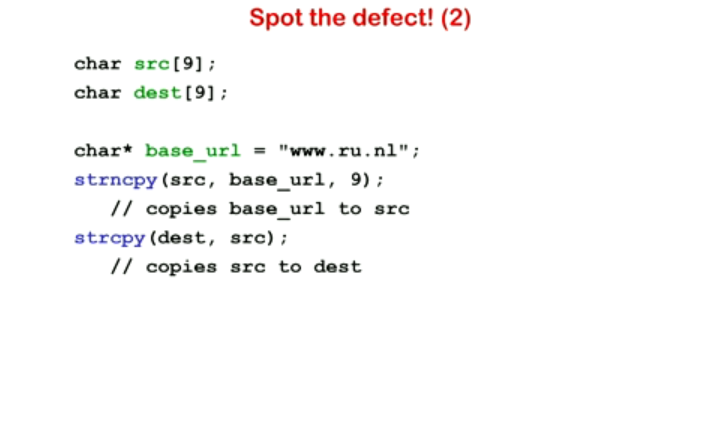 Spot the defect! (2)
char src[9];
char dest[9];
char* base_url = "www.ru.nl";
strncpy(src, base_url, 9);
// copies base_url to src
strcpy(dest, src);
// copies src to dest